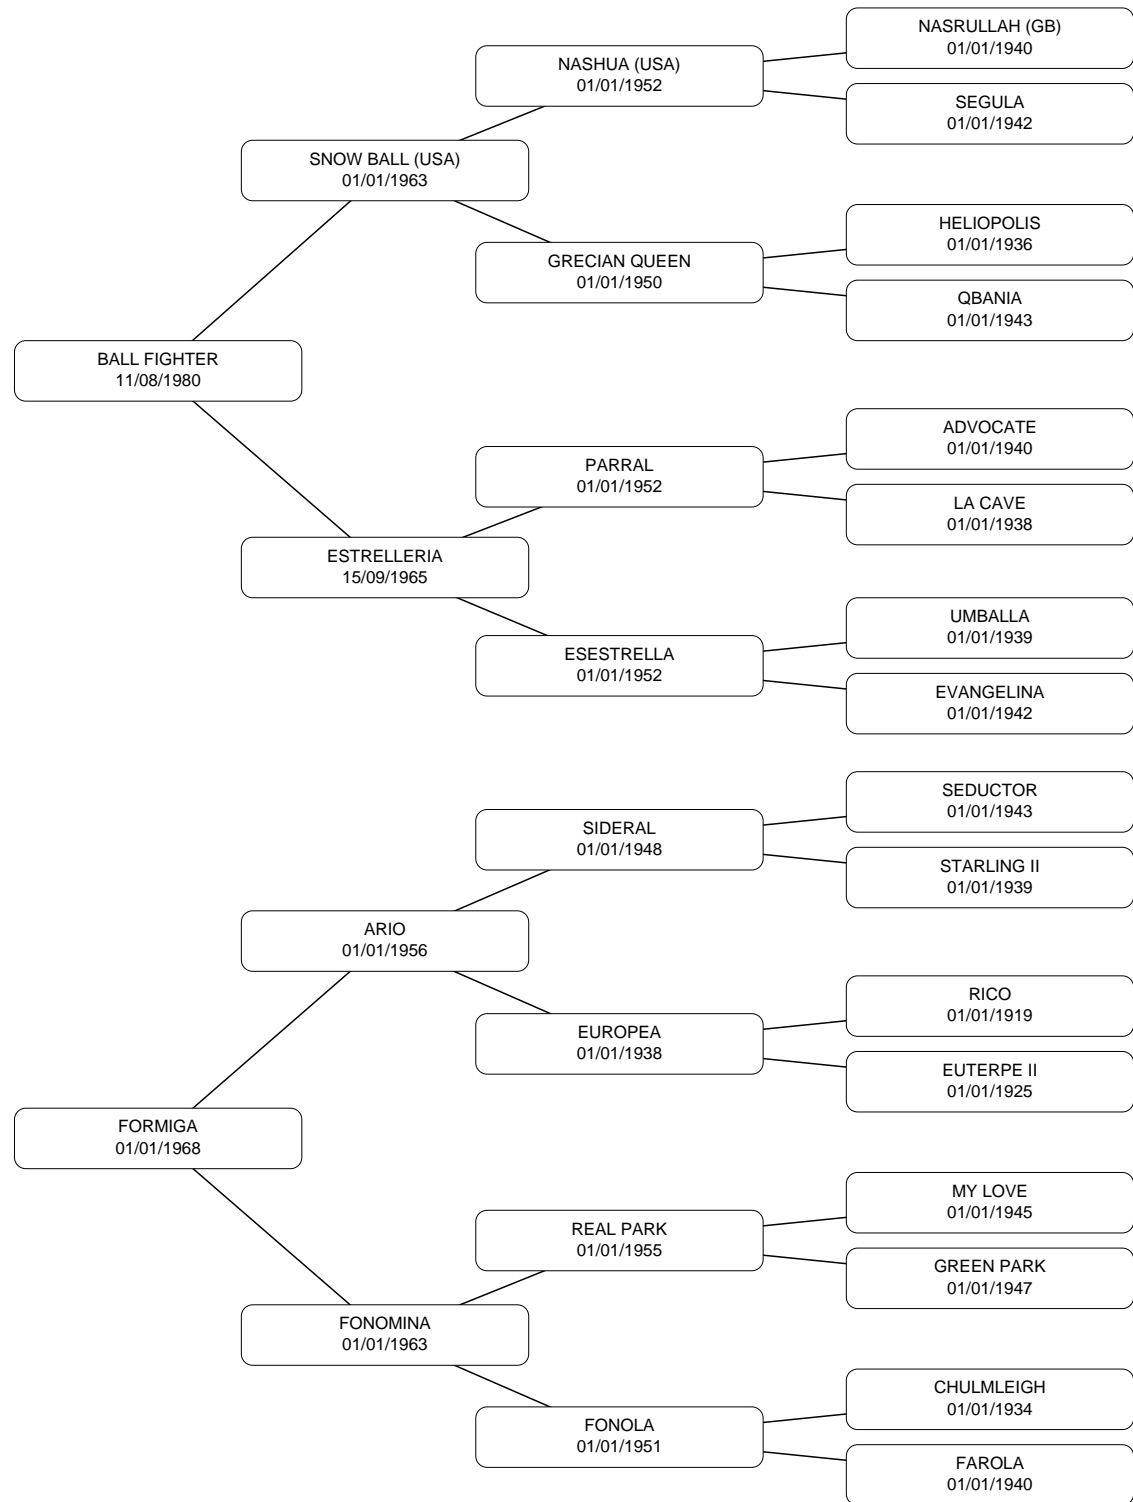 NASRULLAH (GB)
01/01/1940
NASHUA (USA)
01/01/1952
SEGULA
01/01/1942
SNOW BALL (USA)
01/01/1963
HELIOPOLIS
01/01/1936
GRECIAN QUEEN
01/01/1950
QBANIA
01/01/1943
BALL FIGHTER
11/08/1980
ADVOCATE
01/01/1940
PARRAL
01/01/1952
LA CAVE
01/01/1938
ESTRELLERIA
15/09/1965
UMBALLA
01/01/1939
ESESTRELLA
01/01/1952
EVANGELINA
01/01/1942
SEDUCTOR
01/01/1943
SIDERAL
01/01/1948
STARLING II
01/01/1939
ARIO
01/01/1956
RICO
01/01/1919
EUROPEA
01/01/1938
EUTERPE II
01/01/1925
FORMIGA
01/01/1968
MY LOVE
01/01/1945
REAL PARK
01/01/1955
GREEN PARK
01/01/1947
FONOMINA
01/01/1963
CHULMLEIGH
01/01/1934
FONOLA
01/01/1951
FAROLA
01/01/1940